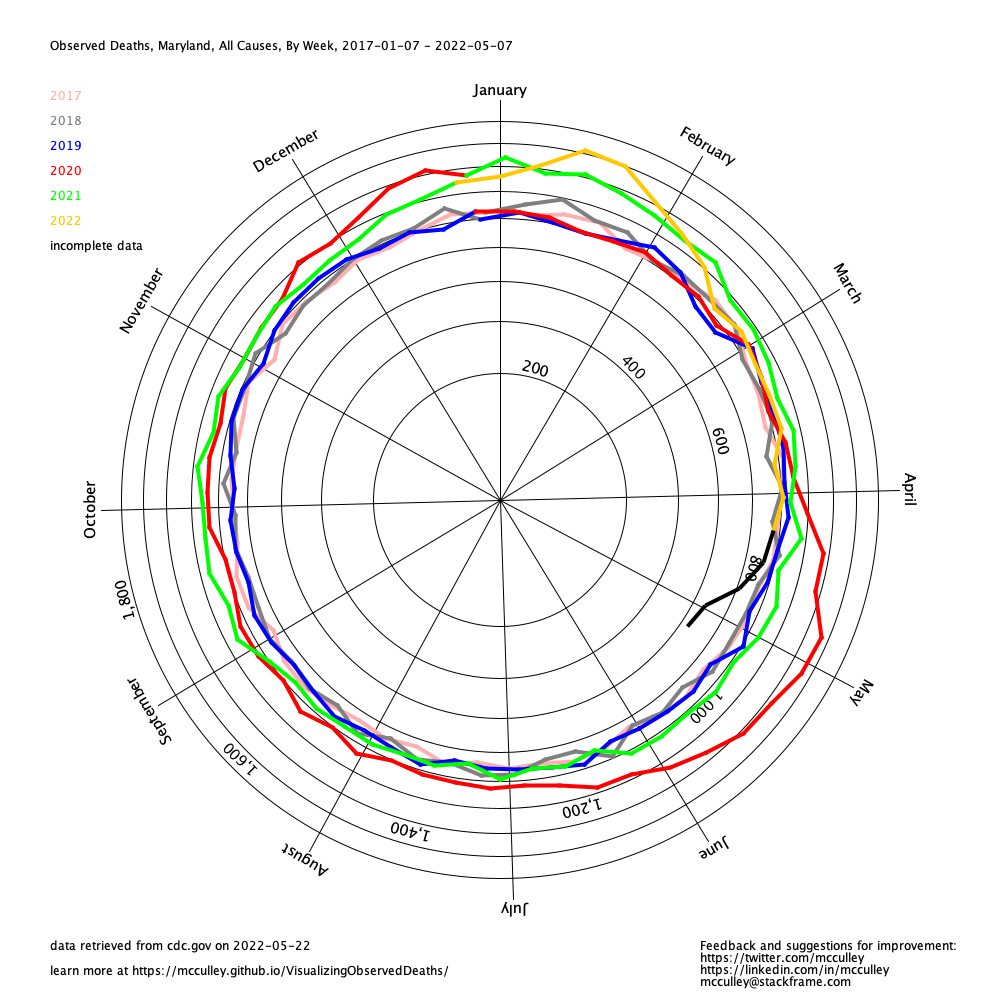 Observed Deaths, Maryland, All Causes, By Week, 2017-01-07 - 2022-05-07
2017
2018
2019
2020
2021
2022
incomplete data
January
February
March
April
May
June
July
August
September
October
November
December
200
400
600
800
1,000
1,200
1,400
1,600
1,800
data retrieved from cdc.gov on 2022-05-22
learn more at https://mcculley.github.io/VisualizingObservedDeaths/
Feedback and suggestions for improvement:
https://twitter.com/mcculley
https://linkedin.com/in/mcculley
mcculley@stackframe.com